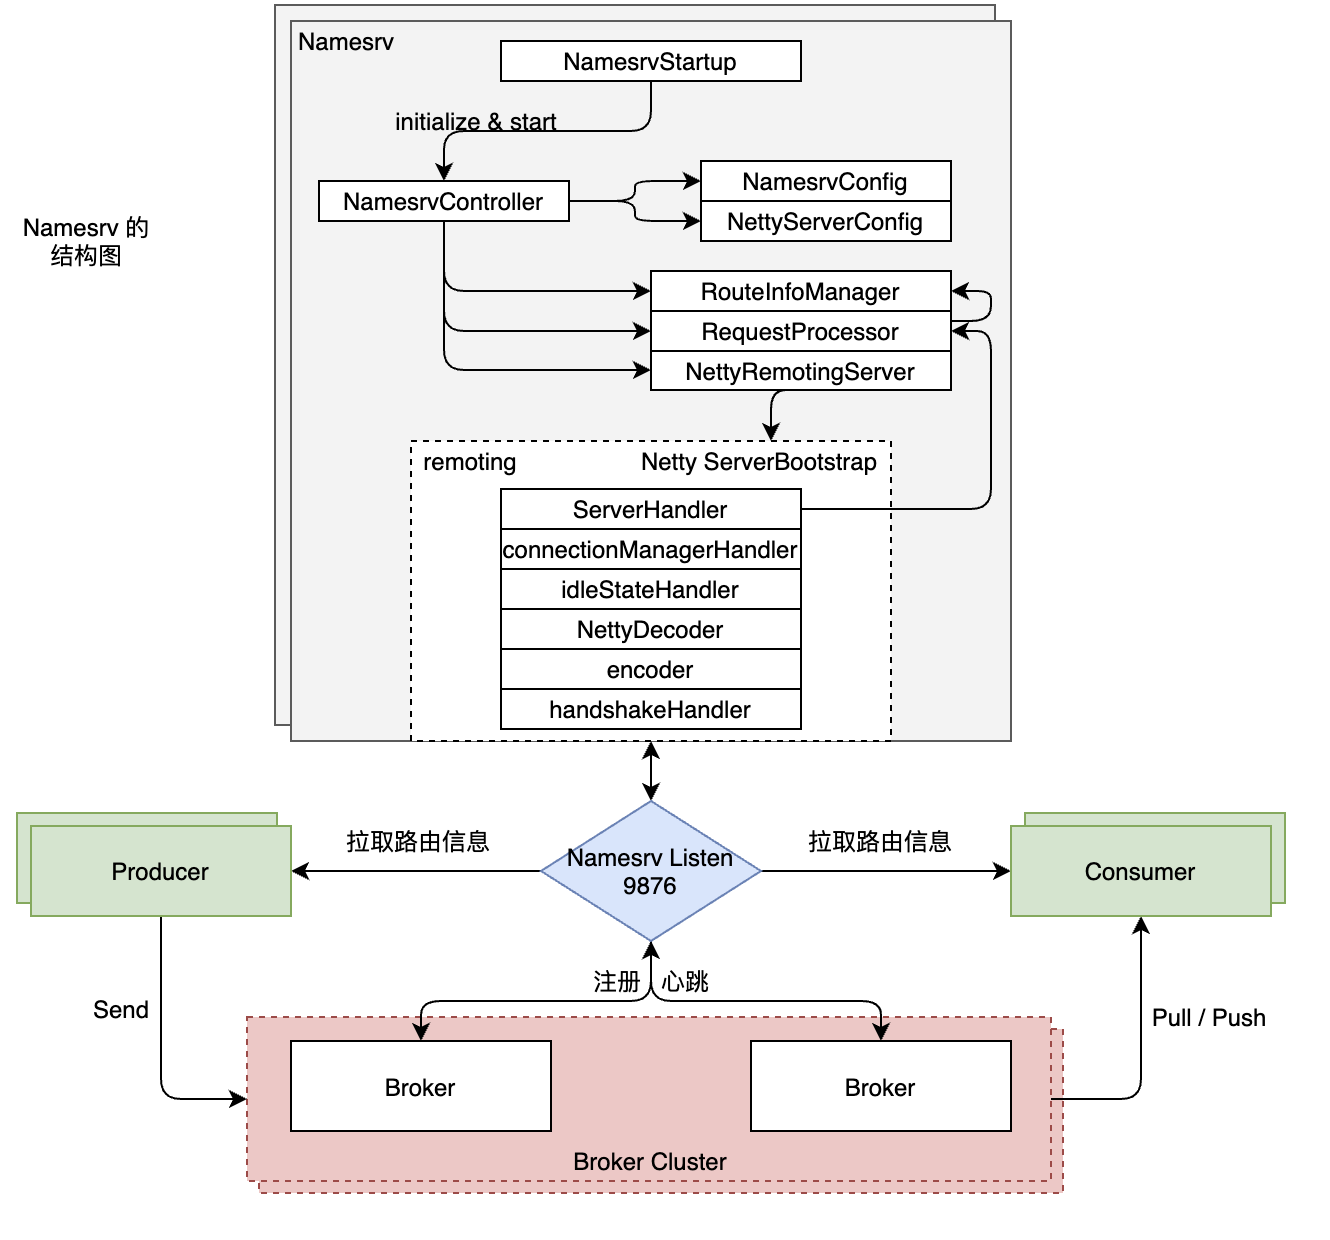 Namesrv
NamesrvStartup
initialize & start
NamesrvController
NamesrvConfig
NettyServerConfig
Namesrv 的
结构图
RouteInfoManager
RequestProcessor
NettyRemotingServer
remoting
Netty ServerBootstrap
ServerHandler
connectionManagerHandler
idleStateHandler
NettyDecoder
encoder
handshakeHandler
拉取路由信息
拉取路由信息
Producer
Namesrv Listen
9876
Consumer
注册
心跳
Send
Pull / Push
Broker
Broker
Broker Cluster